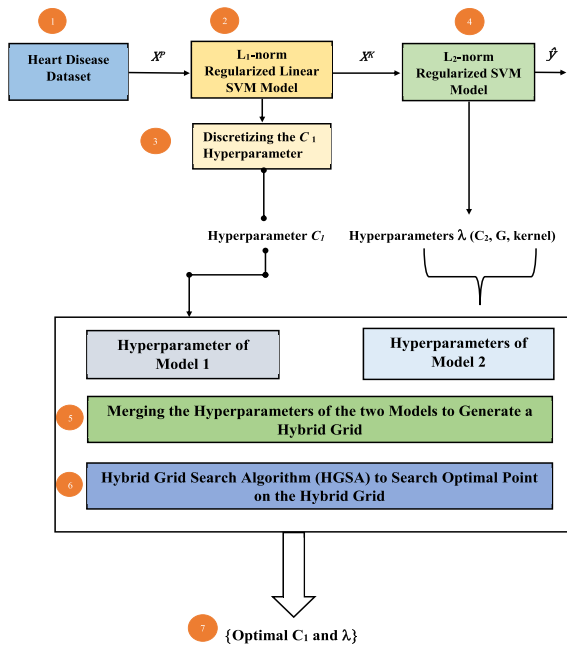 1
2
4
Heart Disease
Dataset
X^P
L₁-norm
Regularized Linear
SVM Model
X^K
L₂-norm
Regularized SVM
Model
ŷ
3
Discretizing the C ₁
Hyperparameter
Hyperparameter C₁
Hyperparameters λ (C₂, G, kernel)
Hyperparameter of
Model 1
Hyperparameters of
Model 2
5
Merging the Hyperparameters of the two Models to Generate a
Hybrid Grid
6
Hybrid Grid Search Algorithm (HGSA) to Search Optimal Point
on the Hybrid Grid
7
{Optimal C₁ and λ}